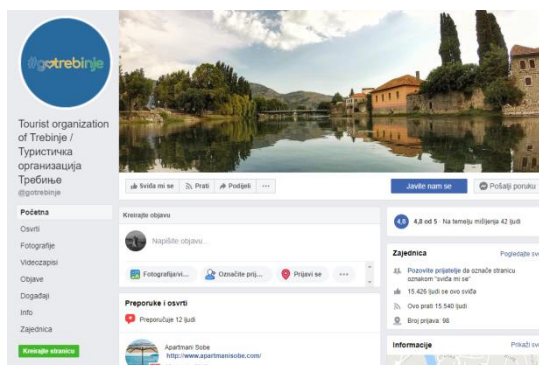 #gotrebinje
Tourist organization
of Trebinje /
Туристичка
организација
Требиње
@gotrebinje
Početna
Osvrti
Fotografije
Videozapisi
Objave
Događaji
Info
Zajednica
Kreirajte stranicu
Sviđa mi se
Prati
Podijeli
Javite nam se
Pošalji poruku
Kreirajte objavu
Napišite objavu...
Fotografija/vi...
Označite prij...
Prijavi se
Preporuke i osvrti
Preporučuje 12 ljudi
Apartmani Sobe
http://www.apartmanisobe.com/
4,8
4,8 od 5 · Na temelju mišljenja 42 ljudi
Zajednica
Pogledajte sve
Pozovite prijatelje da označe stranicu
oznakom "sviđa mi se"
15.426 ljudi se ovo sviđa
Ovo prati 15.540 ljudi
Broj prijava: 98
Informacije
Prikaži sve